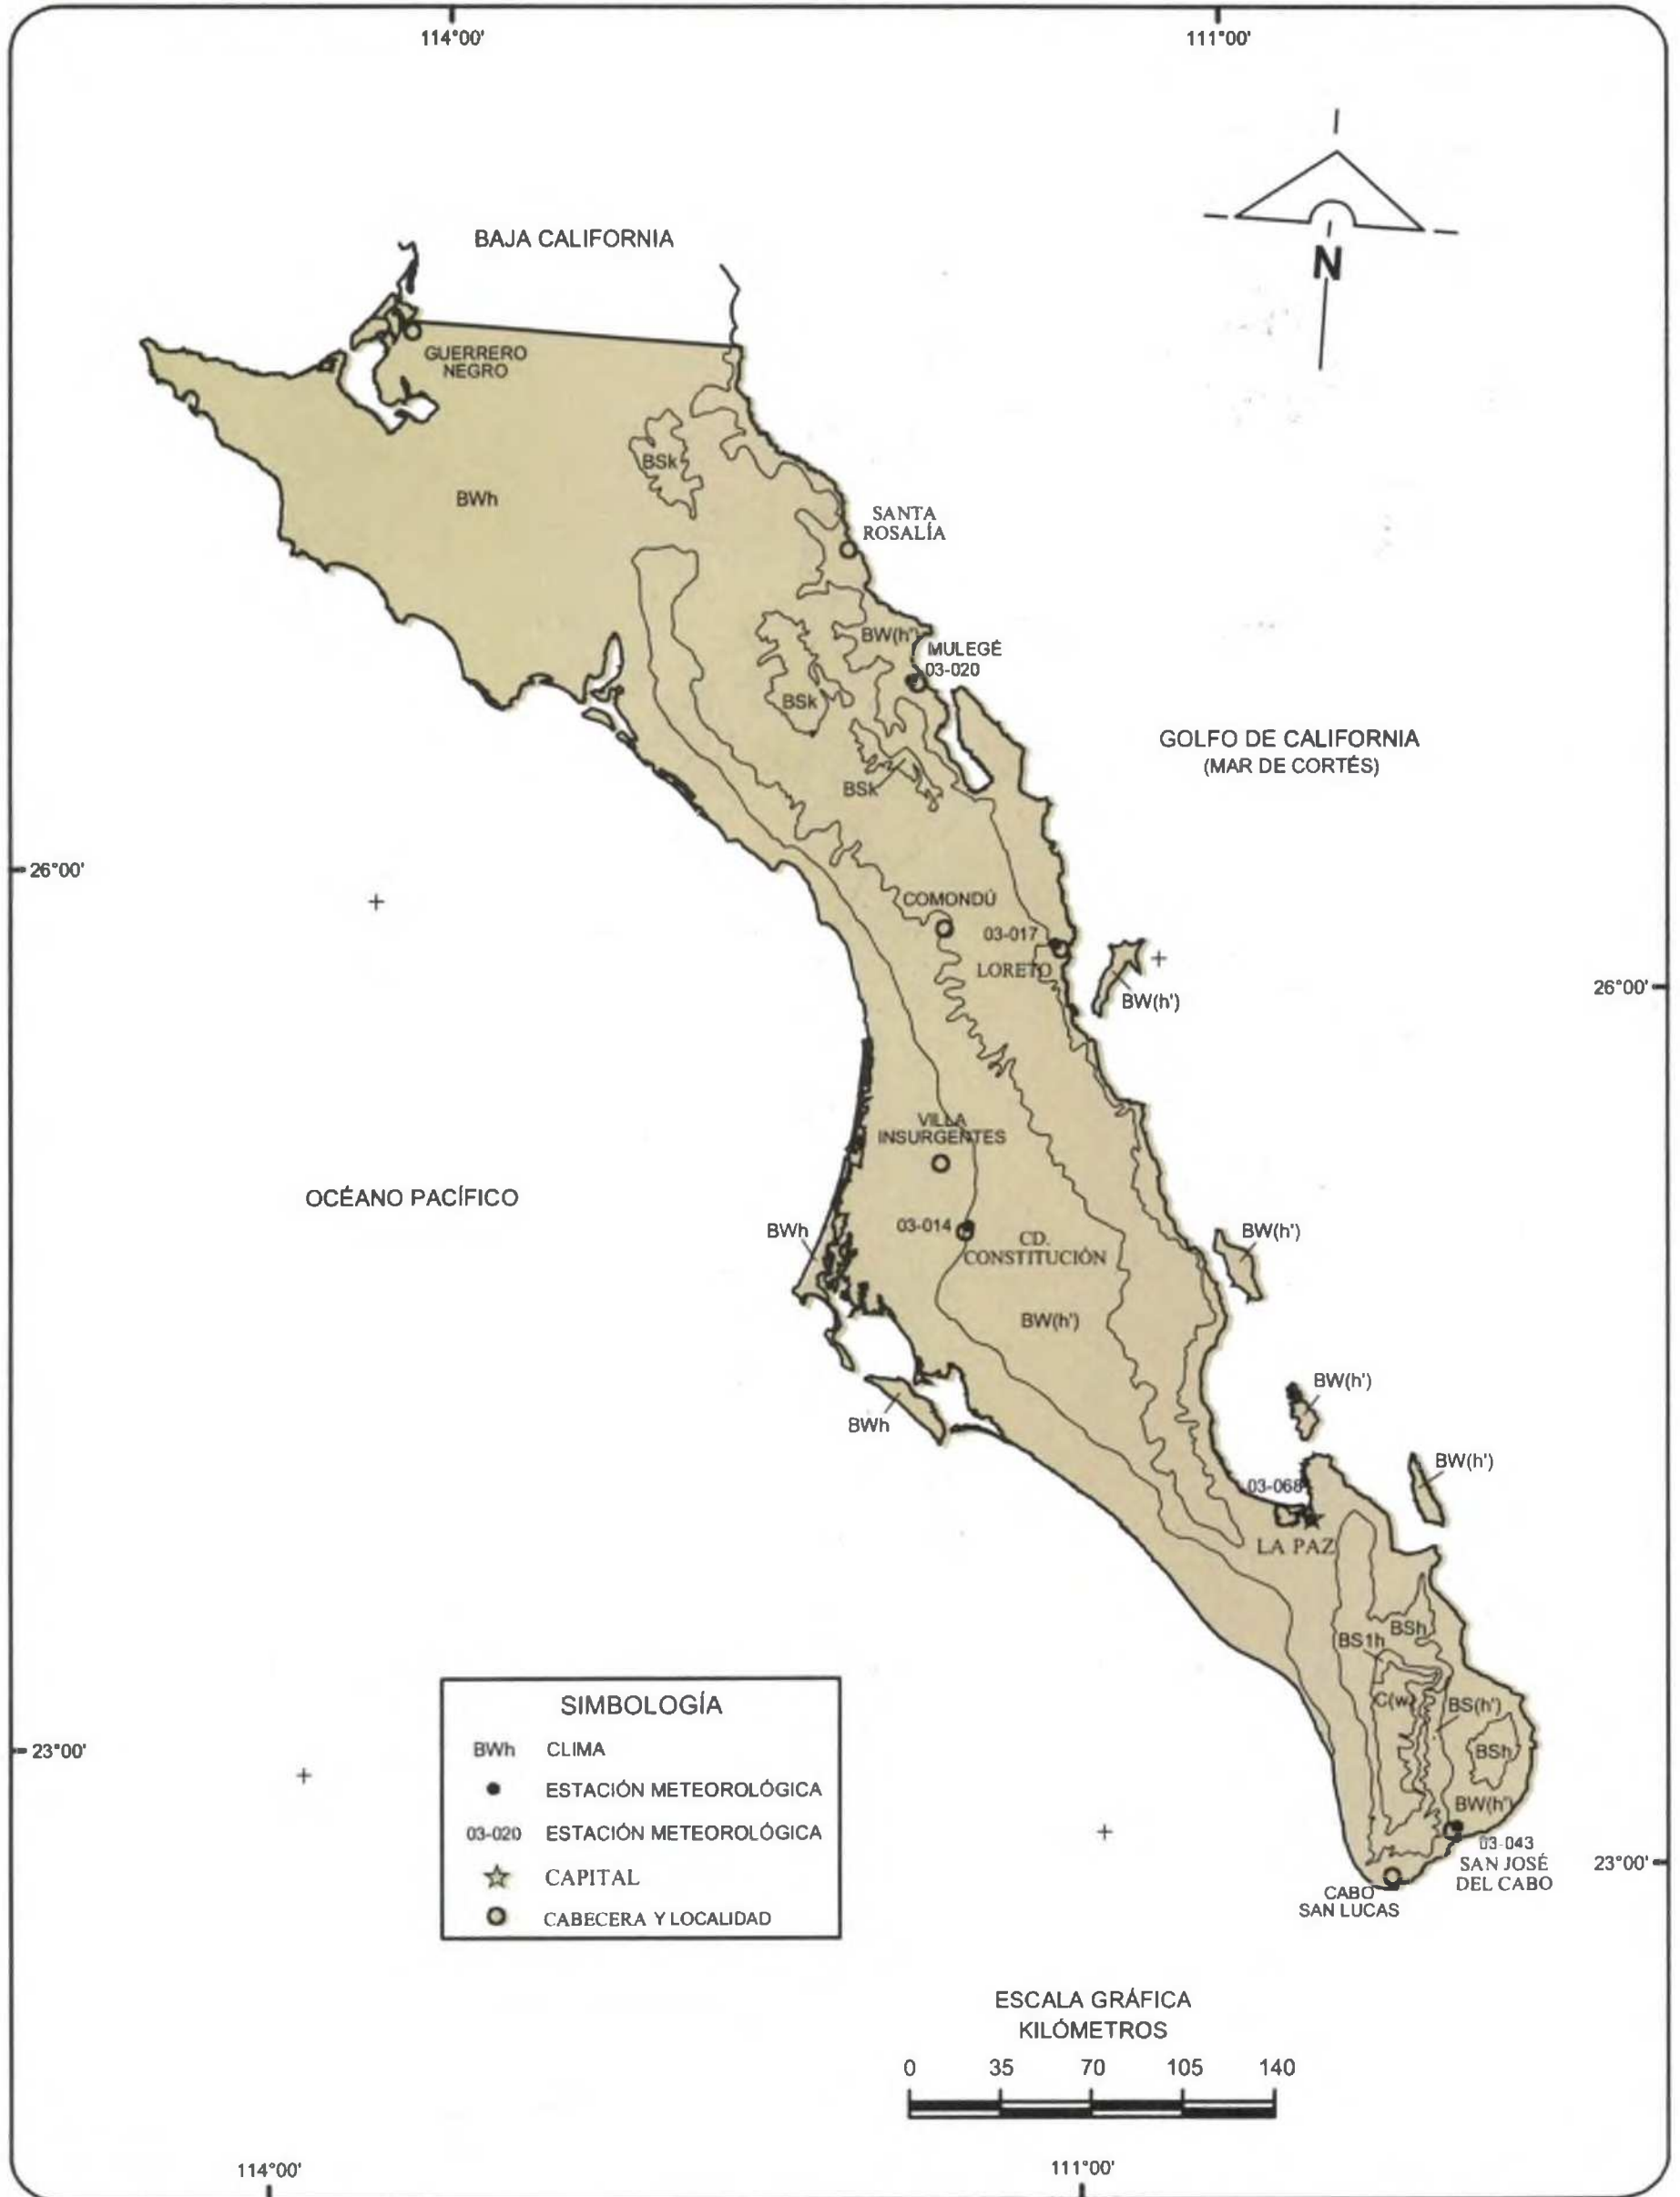 114°00'
111°00'
N
BAJA CALIFORNIA
GUERRERO
NEGRO
BSk
BWh
SANTA
ROSALÍA
BW(h')
MULEGÉ
03-020
BSk
GOLFO DE CALIFORNIA
(MAR DE CORTÉS)
BSk
26°00'
COMONDÚ
03-017
LORETO
BW(h')
26°00'
VILLA
INSURGENTES
OCÉANO PACÍFICO
BWh
03-014
CD.
CONSTITUCIÓN
BW(h')
BW(h')
BW(h')
BWh
BW(h')
03-068
LA PAZ
BSh
BS1h
C(w)
BS(h')
BSh
BW(h')
03-043
SAN JOSÉ
DEL CABO
CABO
SAN LUCAS
23°00'
23°00'
SIMBOLOGÍA
BWh CLIMA
ESTACIÓN METEOROLÓGICA
03-020 ESTACIÓN METEOROLÓGICA
CAPITAL
CABECERA Y LOCALIDAD
ESCALA GRÁFICA
KILÓMETROS
0 35 70 105 140
114°00'
111°00'